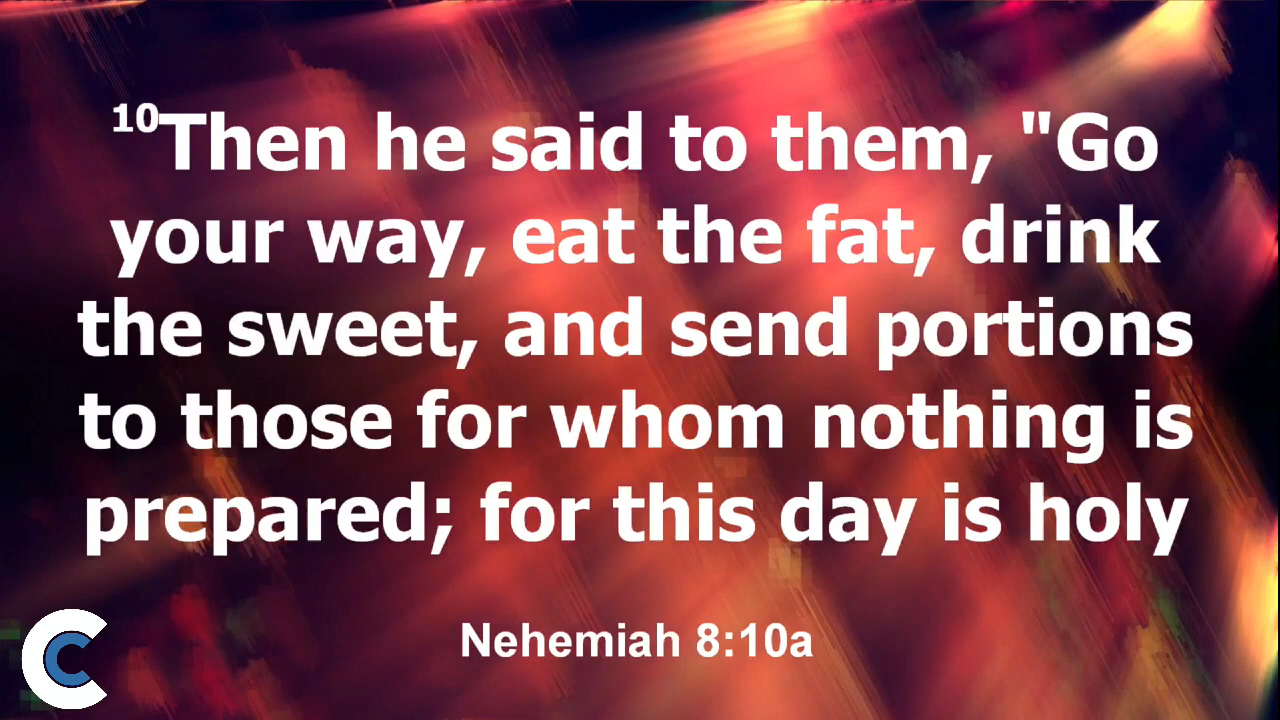 10Then he said to them, "Go
your way, eat the fat, drink
the sweet, and send portions
to those for whom nothing is
prepared; for this day is holy
Nehemiah 8:10a
CC